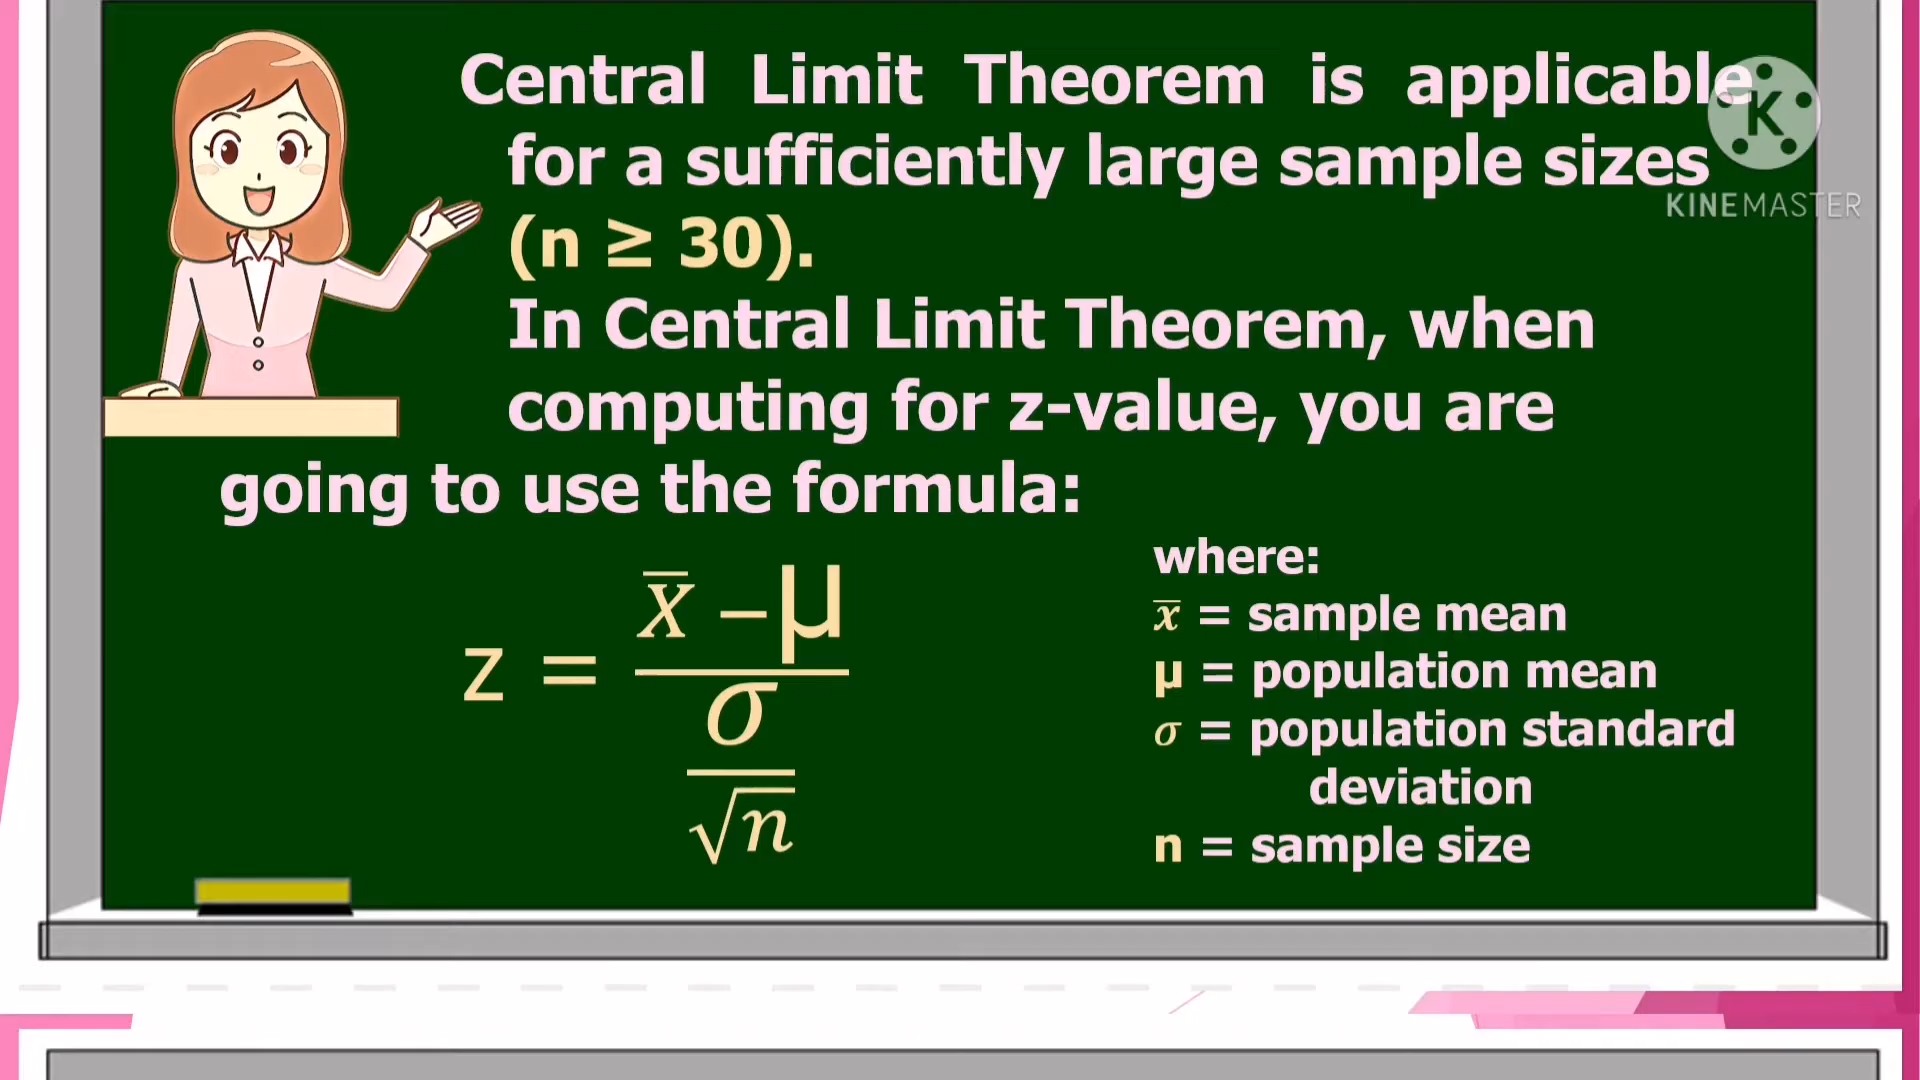 Central Limit Theorem is applicable
for a sufficiently large sample sizes
(n ≥ 30).
In Central Limit Theorem, when
computing for z-value, you are
going to use the formula:
z = (x̅ – μ) / (σ / √n)
where:
x̅ = sample mean
μ = population mean
σ = population standard
deviation
n = sample size
K
KINEMASTER